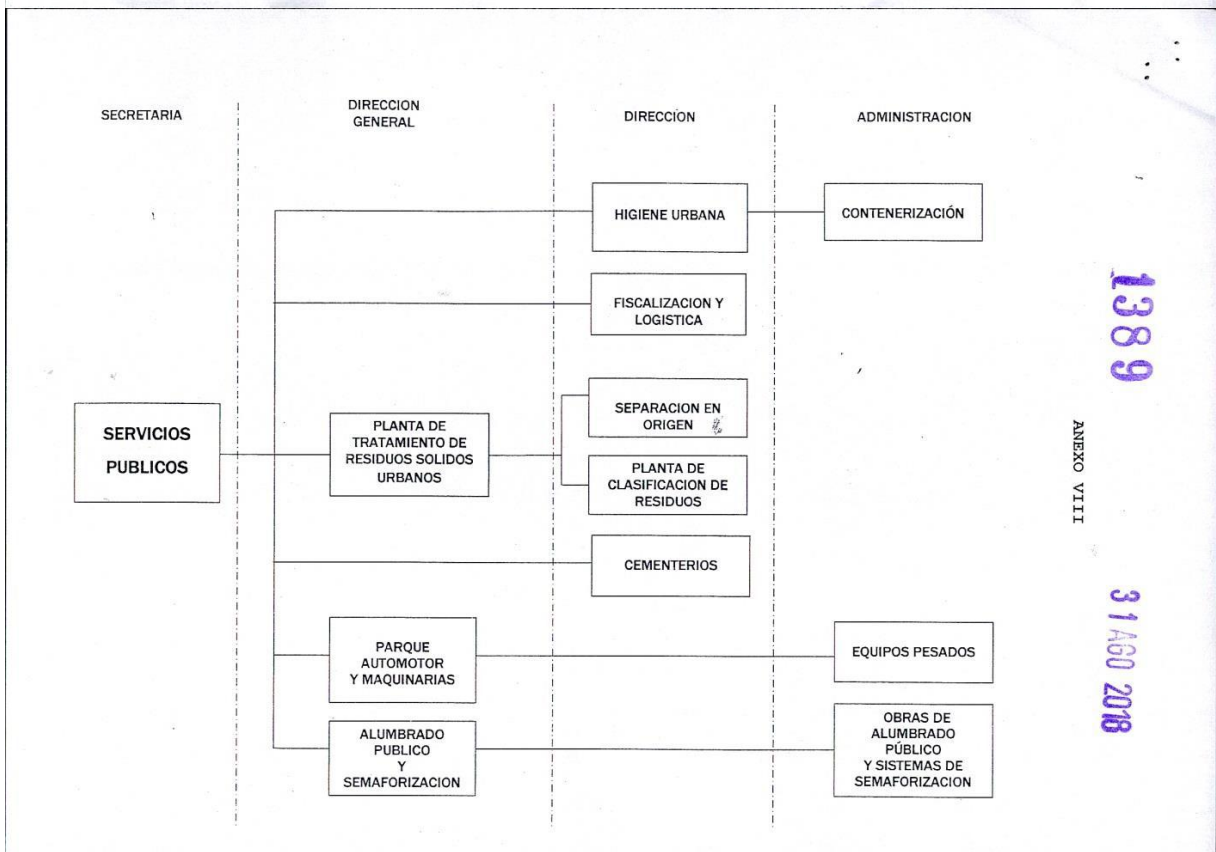 SECRETARIA
DIRECCION
GENERAL
DIRECCIÓN
ADMINISTRACION
HIGIENE URBANA
CONTENERIZACIÓN
FISCALIZACION Y
LOGISTICA
SERVICIOS
PUBLICOS
PLANTA DE
TRATAMIENTO DE
RESIDUOS SOLIDOS
URBANOS
SEPARACION EN
ORIGEN
PLANTA DE
CLASIFICACION DE
RESIDUOS
CEMENTERIOS
PARQUE
AUTOMOTOR
Y MAQUINARIAS
EQUIPOS PESADOS
ALUMBRADO
PUBLICO
Y
SEMAFORIZACION
OBRAS DE
ALUMBRADO
PÚBLICO
Y SISTEMAS DE
SEMAFORIZACION
1389
ANEXO VIII
31 AGO 2018